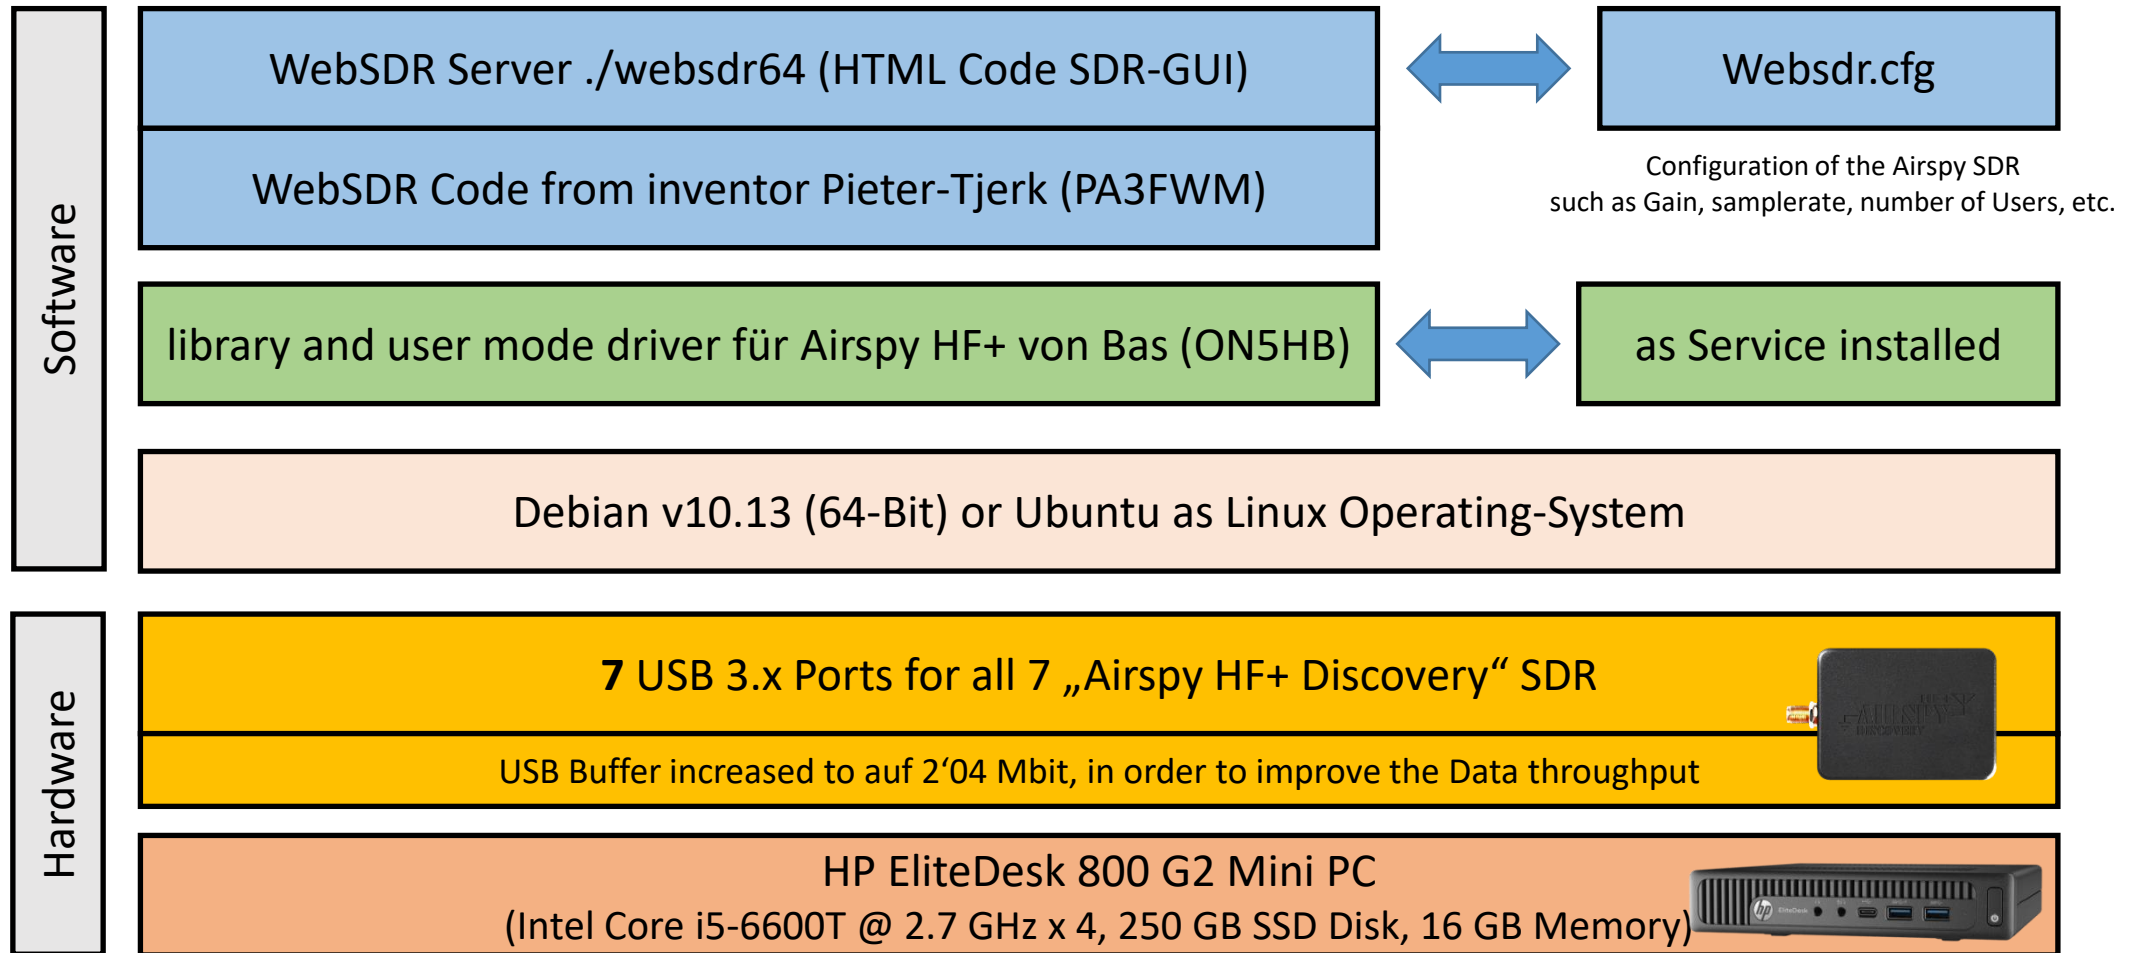 Software
WebSDR Server ./websdr64 (HTML Code SDR-GUI)
Websdr.cfg
WebSDR Code from inventor Pieter-Tjerk (PA3FWM)
Configuration of the Airspy SDR
such as Gain, samplerate, number of Users, etc.
library and user mode driver für Airspy HF+ von Bas (ON5HB)
as Service installed
Debian v10.13 (64-Bit) or Ubuntu as Linux Operating-System
Hardware
7 USB 3.x Ports for all 7 „Airspy HF+ Discovery“ SDR
AIRSPY
DISCOVERY
USB Buffer increased to auf 2‘04 Mbit, in order to improve the Data throughput
HP EliteDesk 800 G2 Mini PC
(Intel Core i5-6600T @ 2.7 GHz x 4, 250 GB SSD Disk, 16 GB Memory)
hp EliteDesk